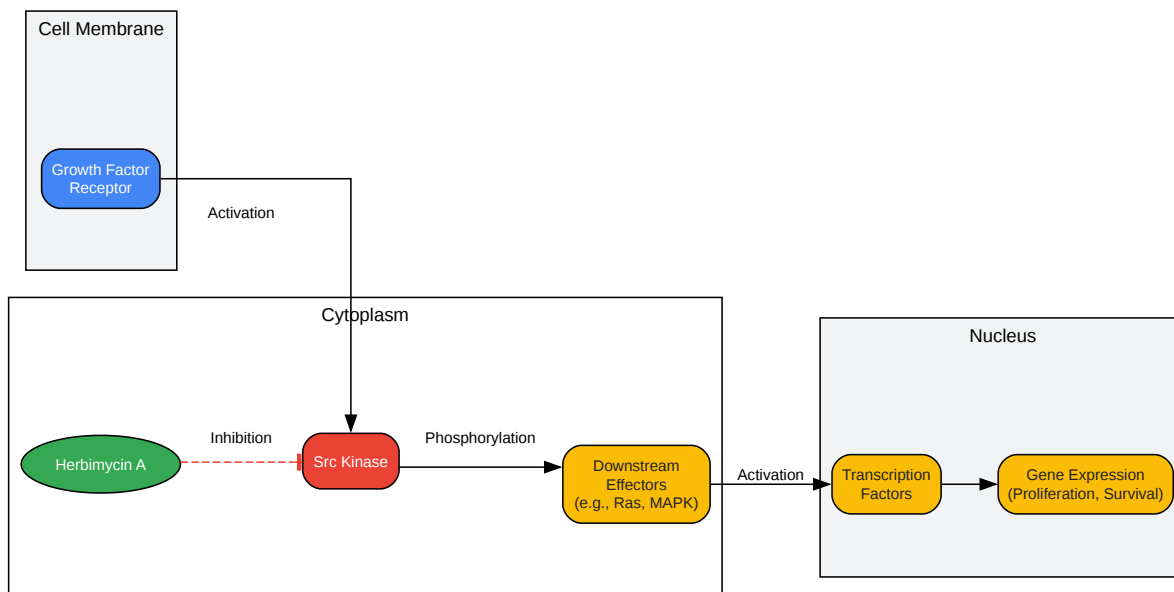 Cell Membrane
Growth Factor
Receptor
Activation
Cytoplasm
Nucleus
Herbimycin A
Inhibition
Src Kinase
Phosphorylation
Downstream
Effectors
(e.g., Ras, MAPK)
Activation
Transcription
Factors
Gene Expression
(Proliferation, Survival)